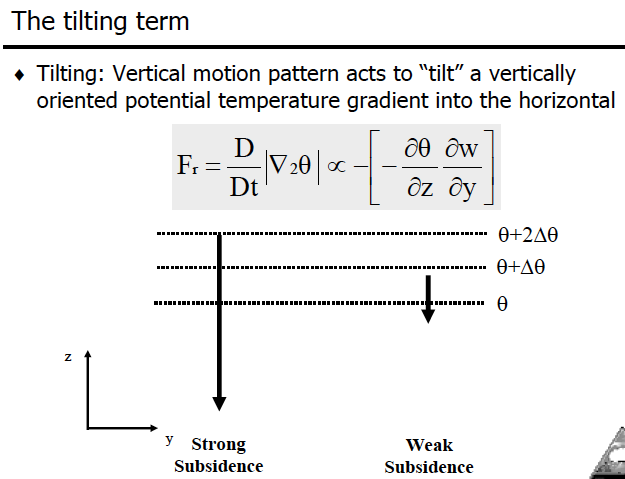 The tilting term
♦ Tilting: Vertical motion pattern acts to “tilt” a vertically
oriented potential temperature gradient into the horizontal
Fr = D/Dt |∇2θ| ∝ −[−∂θ/∂z ∂w/∂y]
θ+2Δθ
θ+Δθ
θ
z
y
Strong
Subsidence
Weak
Subsidence